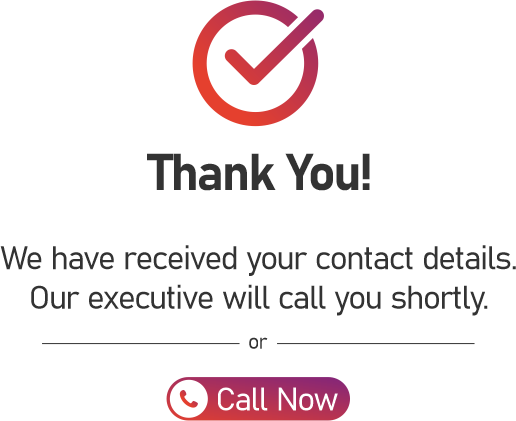 Thank You!
We have received your contact details.
Our executive will call you shortly.
or
Call Now